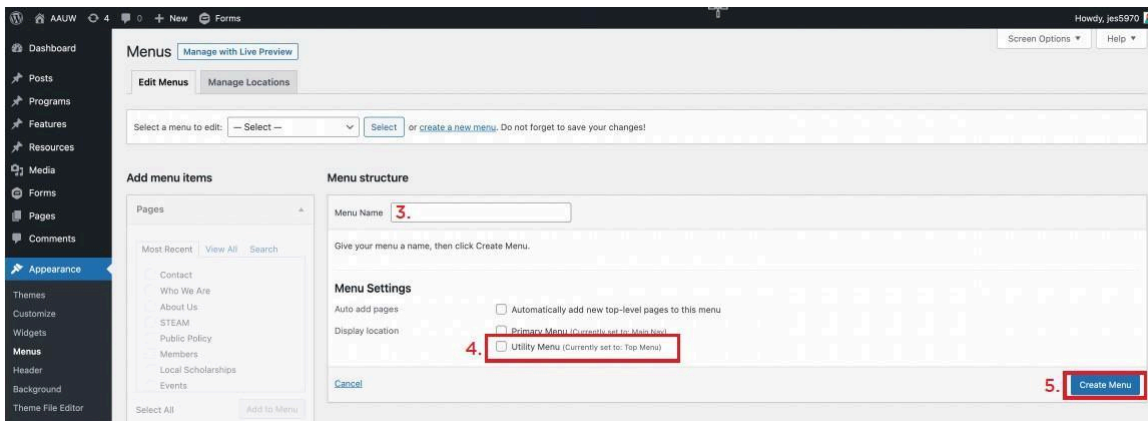 AAUW 4 0 + New Forms Howdy, jes5970
Dashboard
Posts
Programs
Features
Resources
Media
Forms
Pages
Comments
Appearance
Themes
Customize
Widgets
Menus
Header
Background
Theme File Editor
Screen Options ▼ Help ▼
Menus Manage with Live Preview
Edit Menus Manage Locations
Select a menu to edit: — Select — Select or create a new menu. Do not forget to save your changes!
Add menu items
Pages
Most Recent View All Search
Contact
Who We Are
About Us
STEAM
Public Policy
Members
Local Scholarships
Events
Select All Add to Menu
Menu structure
Menu Name 3.
Give your menu a name, then click Create Menu.
Menu Settings
Auto add pages Automatically add new top-level pages to this menu
Display location Primary Menu (Currently set to: Main Nav)
4. Utility Menu (Currently set to: Top Menu)
Cancel 5. Create Menu